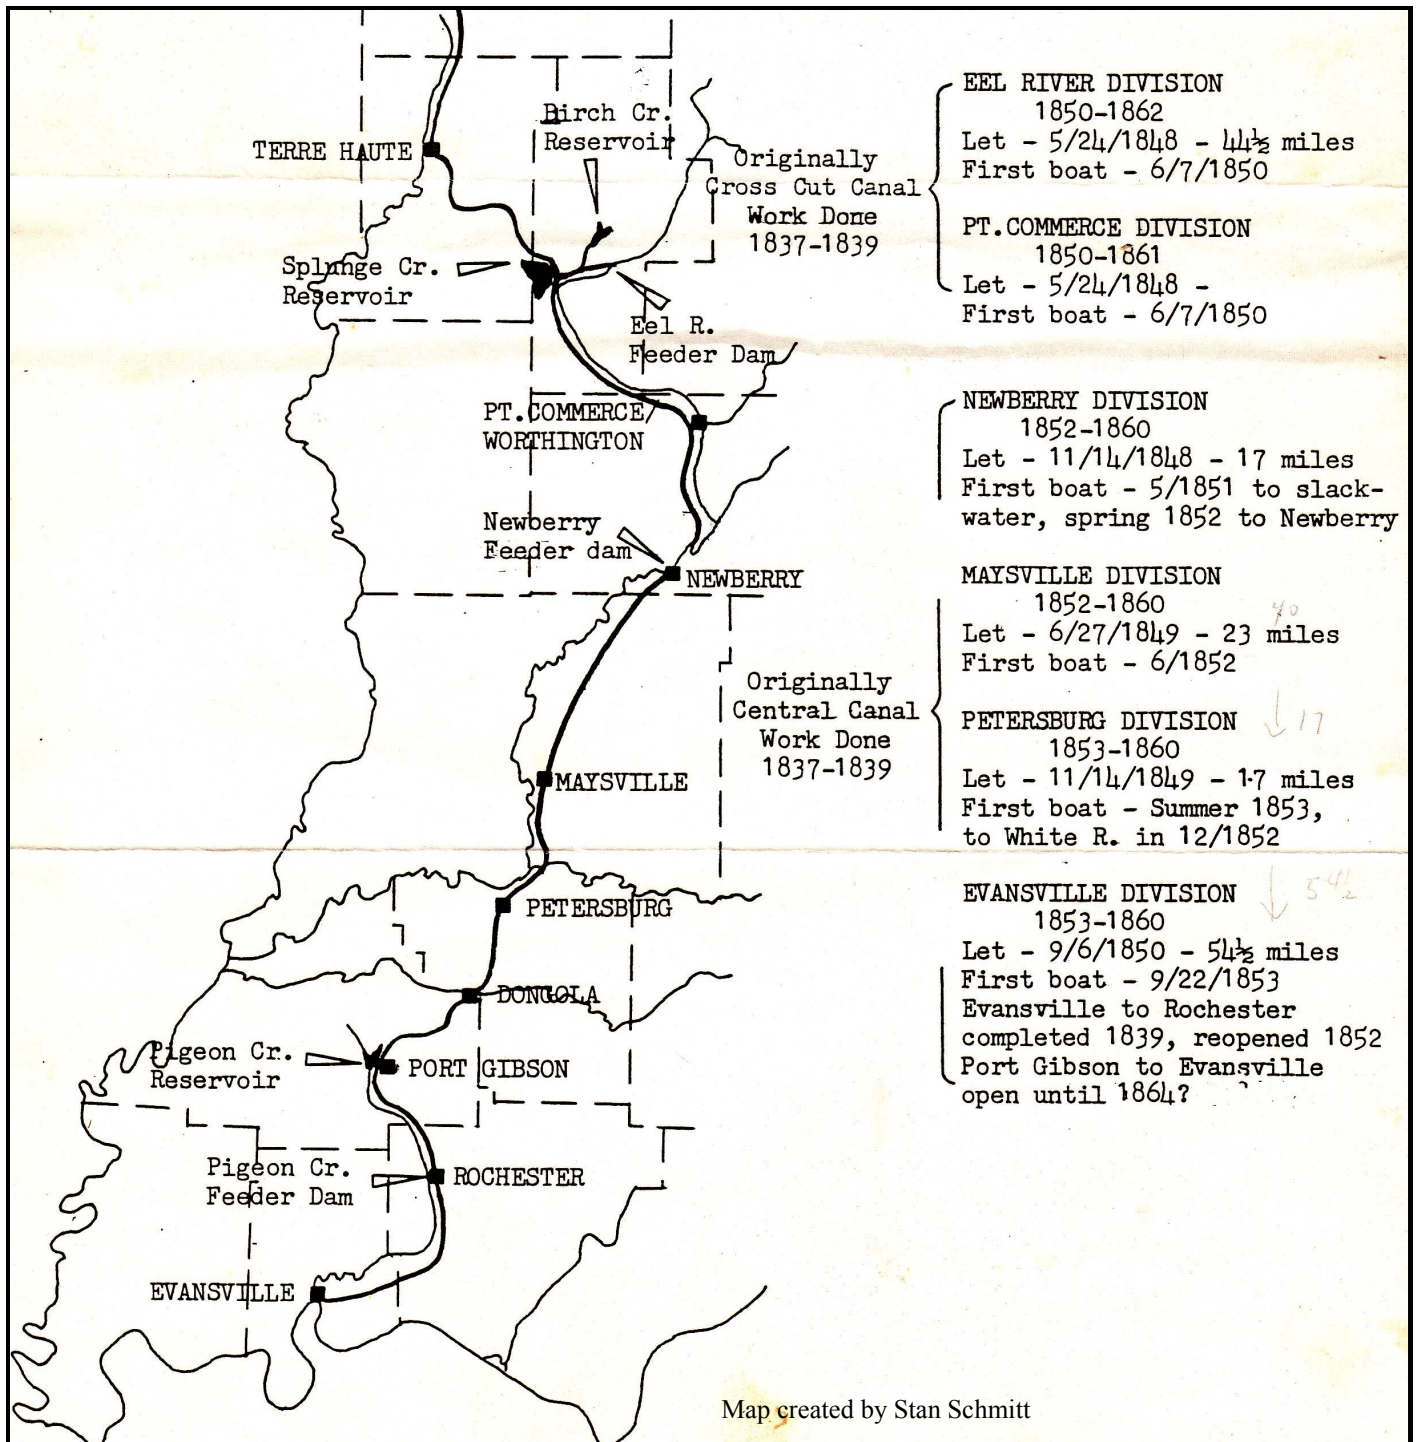 TERRE HAUTE
Birch Cr.
Reservoir
Originally
Cross Cut Canal
Work Done
1837-1839
Splunge Cr.
Reservoir
Eel R.
Feeder Dam
PT.COMMERCE/
WORTHINGTON
Newberry
Feeder dam
NEWBERRY
Originally
Central Canal
Work Done
1837-1839
MAYSVILLE
PETERSBURG
DONGOLA
Pigeon Cr.
Reservoir
PORT GIBSON
Pigeon Cr.
Feeder Dam
ROCHESTER
EVANSVILLE
EEL RIVER DIVISION
1850-1862
Let - 5/24/1848 - 44½ miles
First boat - 6/7/1850
PT.COMMERCE DIVISION
1850-1861
Let - 5/24/1848 -
First boat - 6/7/1850
NEWBERRY DIVISION
1852-1860
Let - 11/14/1848 - 17 miles
First boat - 5/1851 to slack-
water, spring 1852 to Newberry
MAYSVILLE DIVISION
1852-1860
40
Let - 6/27/1849 - 23 miles
First boat - 6/1852
PETERSBURG DIVISION
17
1853-1860
Let - 11/14/1849 - 17 miles
First boat - Summer 1853,
to White R. in 12/1852
EVANSVILLE DIVISION
54½
1853-1860
Let - 9/6/1850 - 54½ miles
First boat - 9/22/1853
Evansville to Rochester
completed 1839, reopened 1852
Port Gibson to Evansville
open until 1864?
Map created by Stan Schmitt